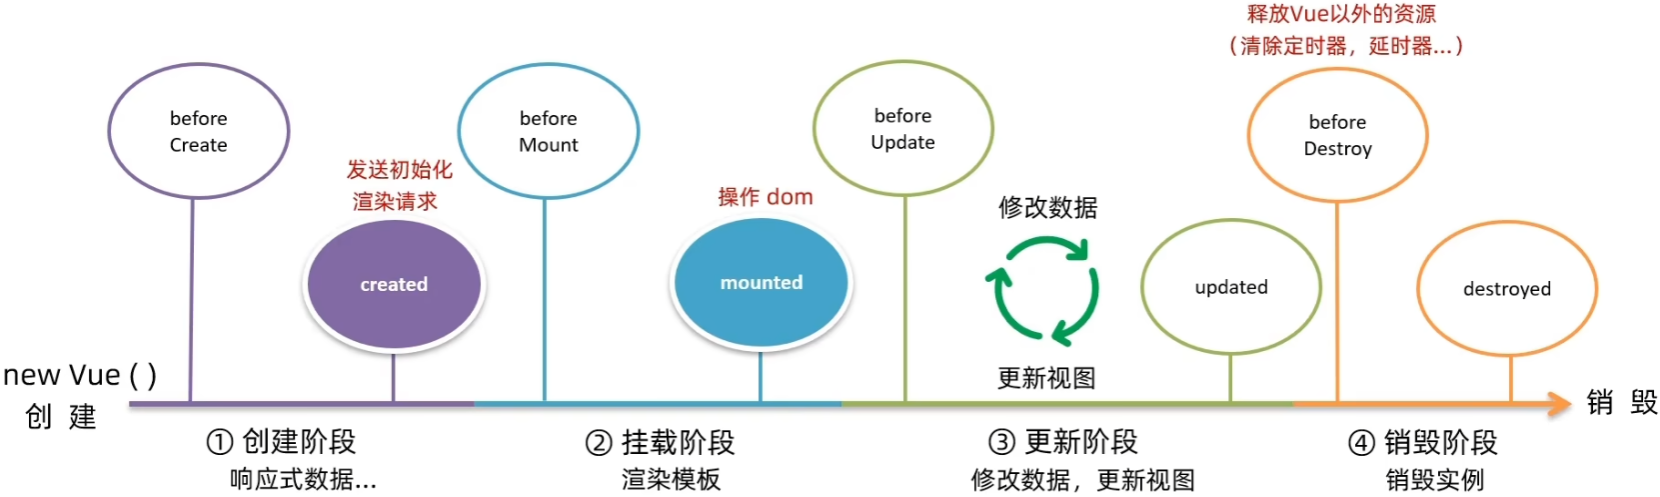 释放Vue以外的资源
（清除定时器，延时器...）
before
Create
发送初始化
渲染请求
created
before
Mount
操作 dom
mounted
before
Update
修改数据
更新视图
updated
before
Destroy
destroyed
new Vue ( )
创 建
销 毁
① 创建阶段
响应式数据...
② 挂载阶段
渲染模板
③ 更新阶段
修改数据，更新视图
④ 销毁阶段
销毁实例